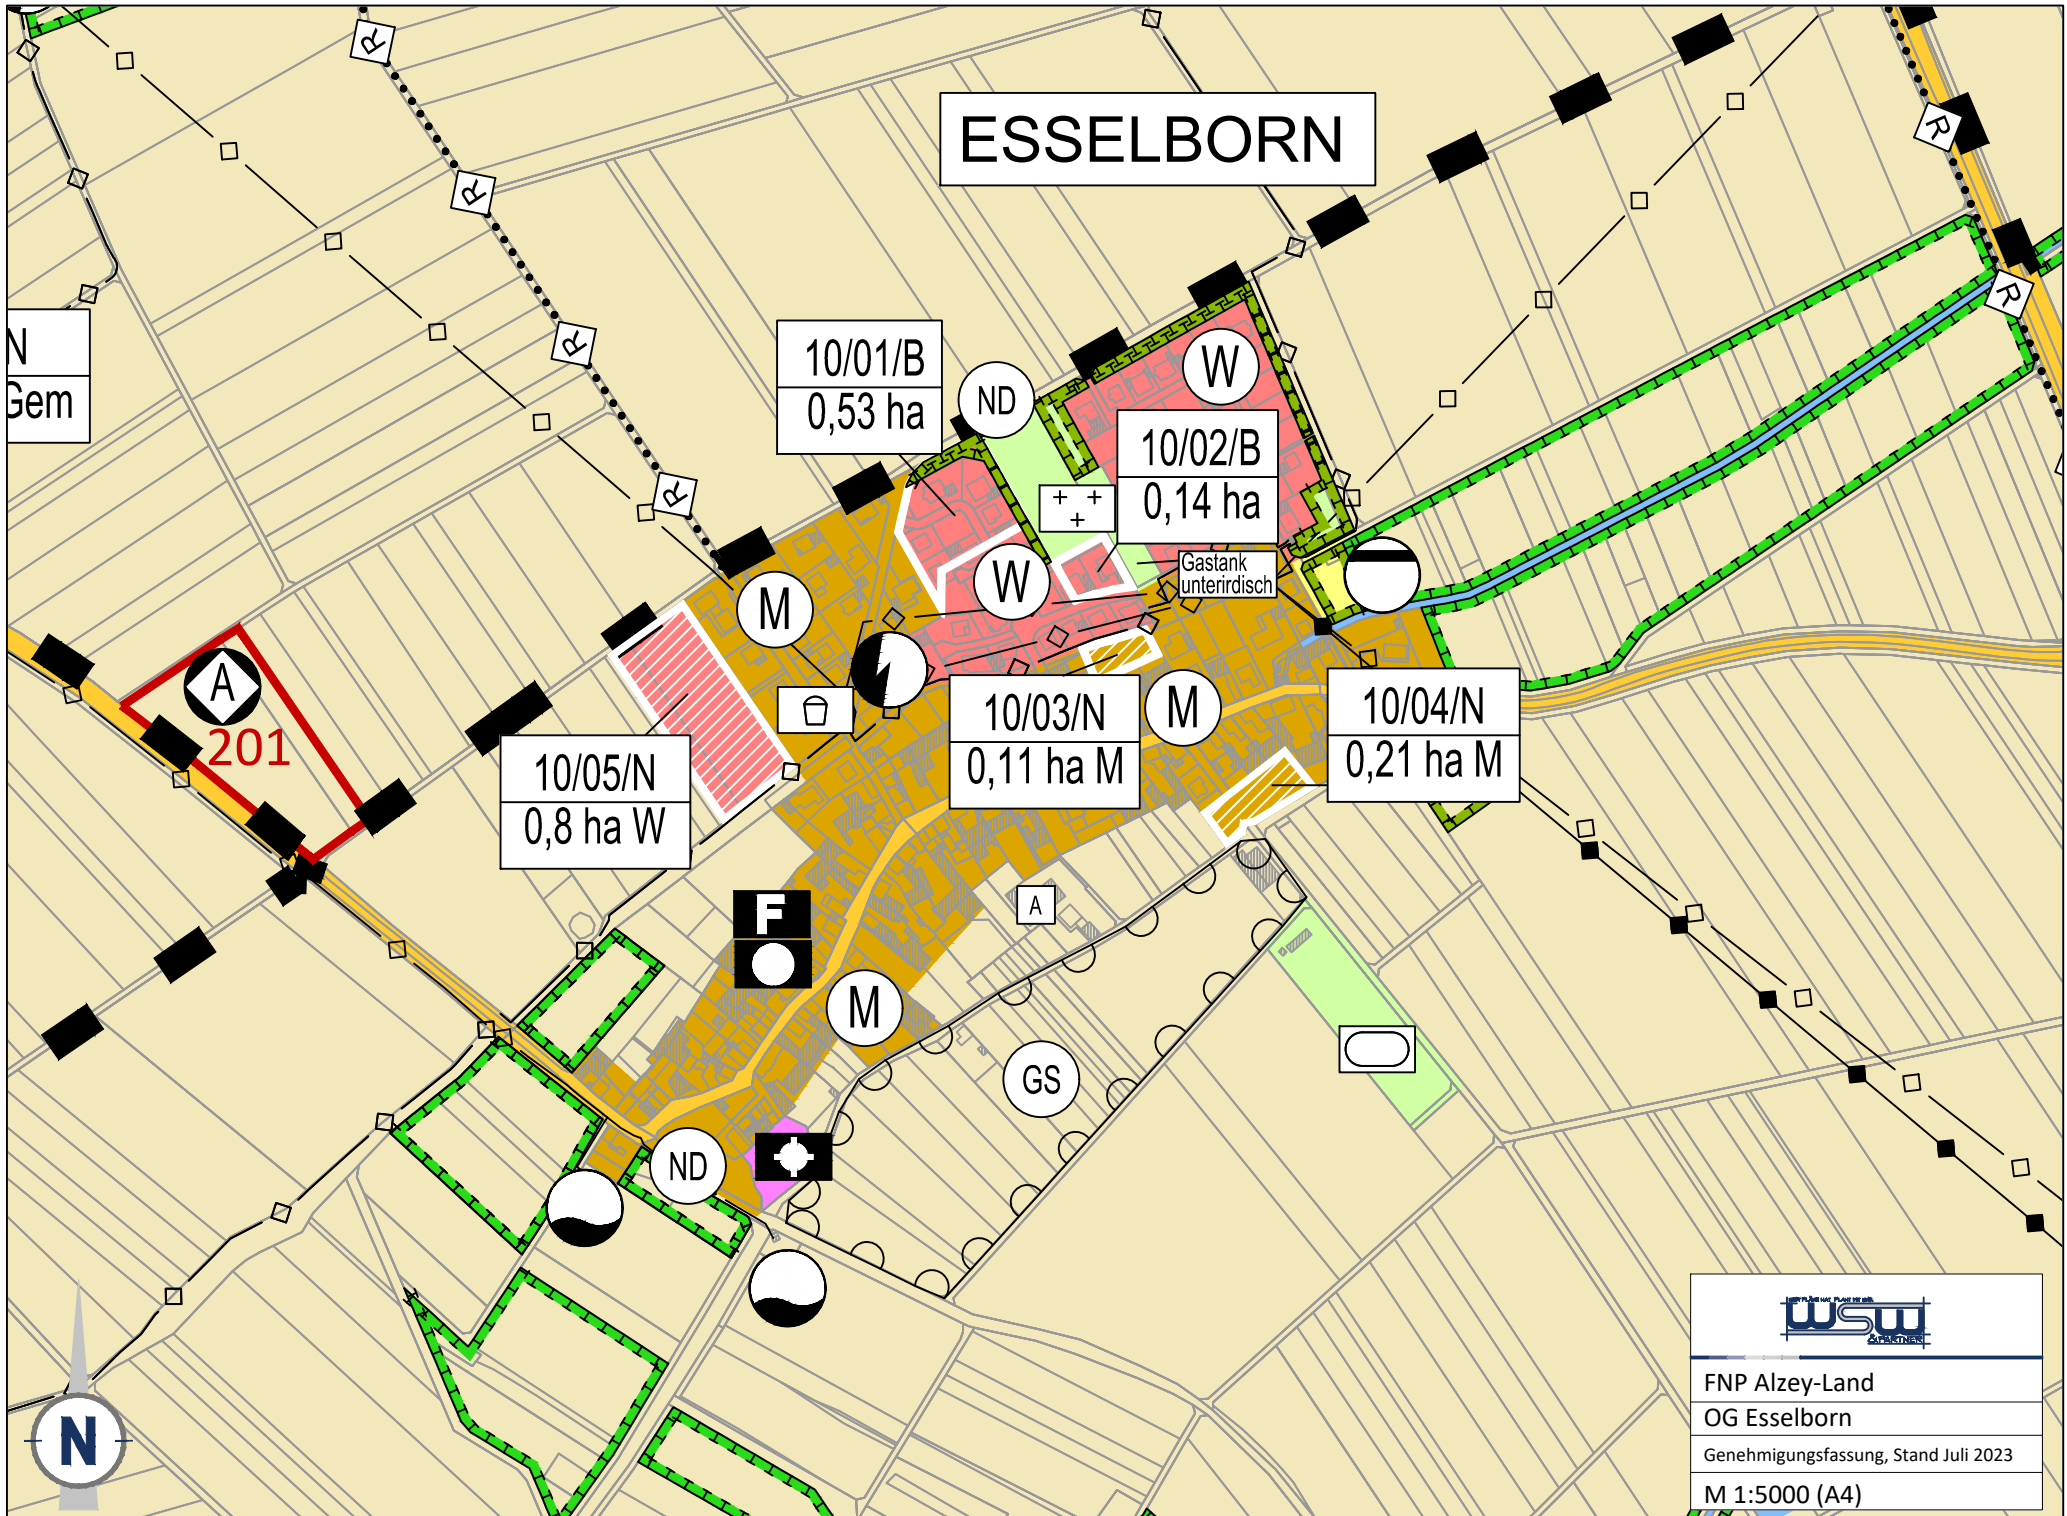 R
R
ESSELBORN
R
R
N
Gem
R
10/01/B
0,53 ha
ND
W
10/02/B
0,14 ha
R
Gastank
unterirdisch
W
M
A
201
10/05/N
0,8 ha W
10/03/N
0,11 ha M
M
10/04/N
0,21 ha M
F
A
M
GS
ND
N
WSW
& PARTNER
FNP Alzey-Land
OG Esselborn
Genehmigungsfassung, Stand Juli 2023
M 1:5000 (A4)